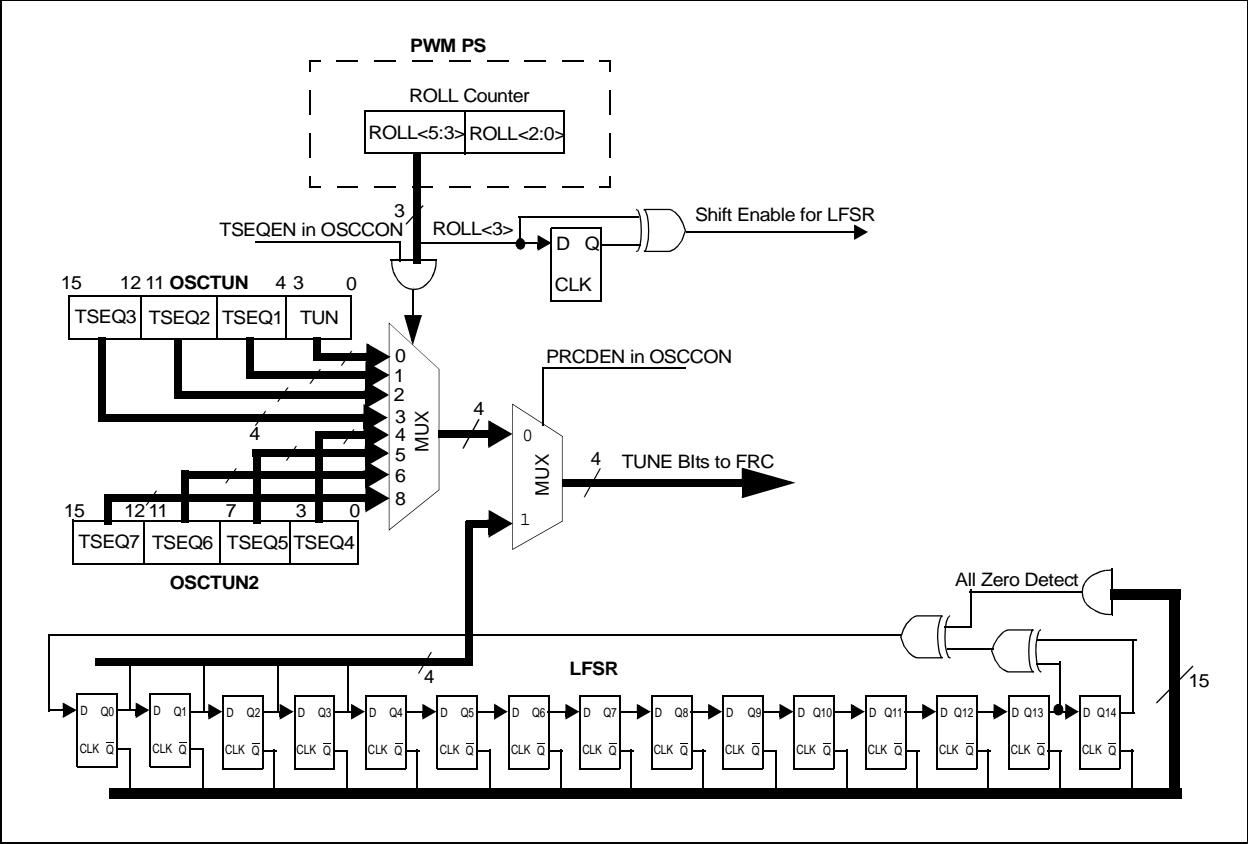 PWM PS
ROLL Counter
ROLL<5:3> ROLL<2:0>
3
TSEQEN in OSCCON
ROLL<3>
D Q
CLK
Shift Enable for LFSR
15 12 11 OSCTUN 4 3 0
TSEQ3 TSEQ2 TSEQ1 TUN
0
1
2
3
4
5
6
8
MUX
4
4
PRCDEN in OSCCON
0
1
MUX
4
TUNE BIts to FRC
15 12 11 7 3 0
TSEQ7 TSEQ6 TSEQ5 TSEQ4
OSCTUN2
All Zero Detect
4
LFSR
15
D Q0 D Q1 D Q2 D Q3 D Q4 D Q5 D Q6 D Q7 D Q8 D Q9 D Q10 D Q11 D Q12 D Q13 D Q14
CLK Q̅ CLK Q̅ CLK Q̅ CLK Q̅ CLK Q̅ CLK Q̅ CLK Q̅ CLK Q̅ CLK Q̅ CLK Q̅ CLK Q̅ CLK Q̅ CLK Q̅ CLK Q̅ CLK Q̅